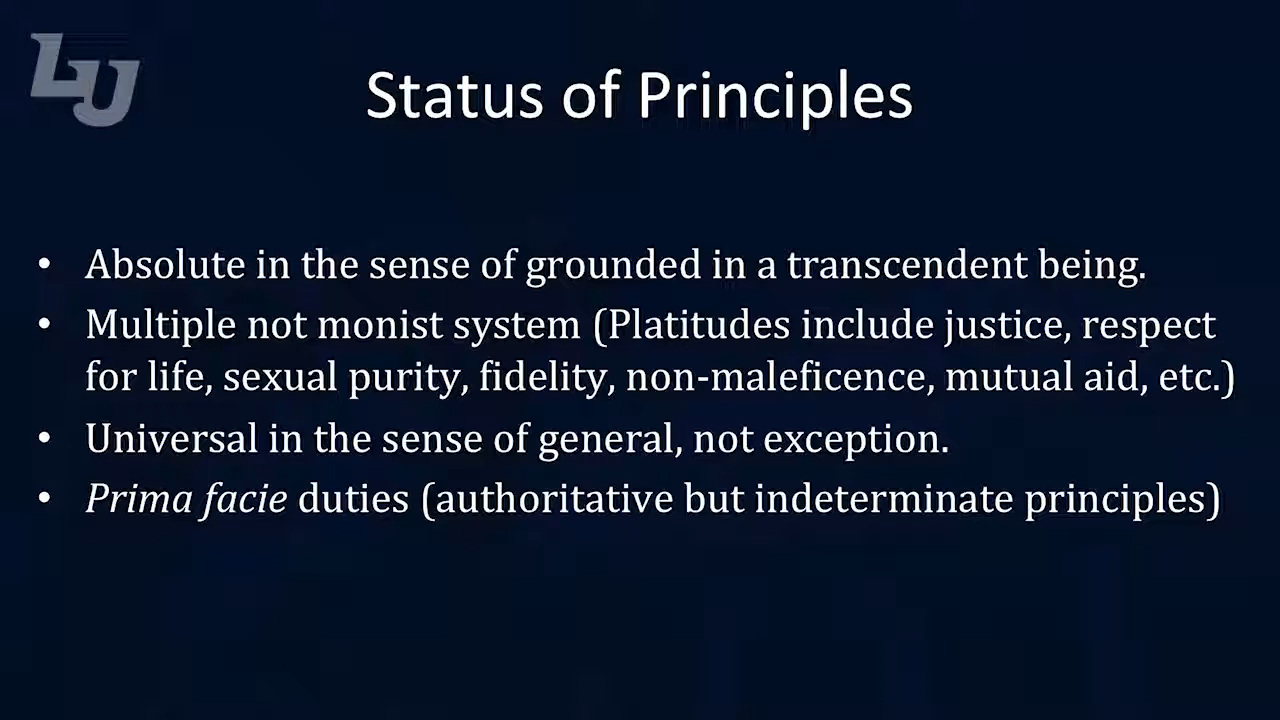 LU
Status of Principles
• Absolute in the sense of grounded in a transcendent being.
• Multiple not monist system (Platitudes include justice, respect
for life, sexual purity, fidelity, non-maleficence, mutual aid, etc.)
• Universal in the sense of general, not exception.
• Prima facie duties (authoritative but indeterminate principles)